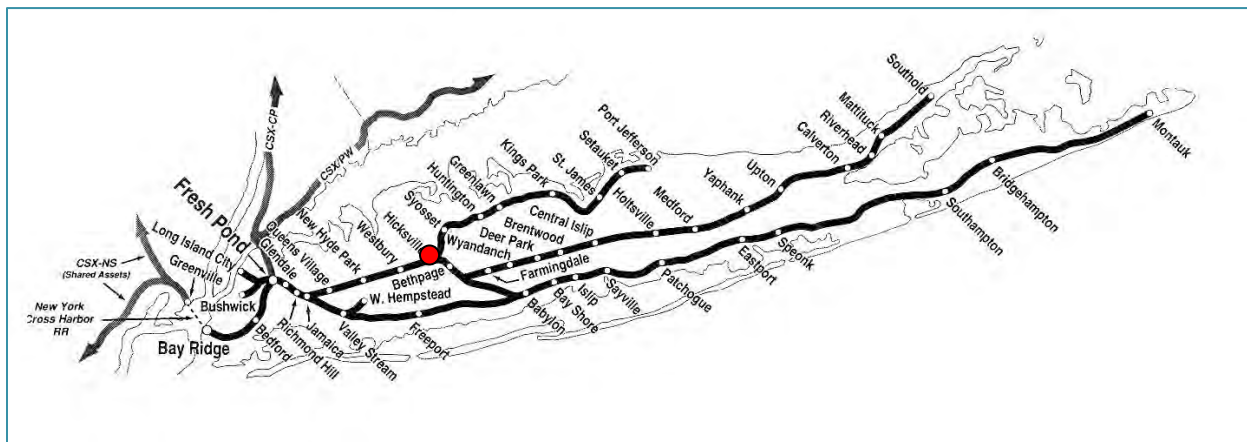 CSX-CP
CSX/PW
Fresh Pond
Long Island City
Greenville
CSX-NS
(Shared Assets)
New York
Cross Harbor
RR
Bushwick
Bay Ridge
Bedford
Glendale
Queens Village
Richmond Hill
Jamaica
New Hyde Park
Valley Stream
W. Hempstead
Westbury
Freeport
Hicksville
Bethpage
Syosset
Huntington
Greenlawn
Kings Park
St. James
Setauket
Port Jefferson
Wyandanch
Deer Park
Brentwood
Central Islip
Farmingdale
Holtsville
Medford
Yaphank
Upton
Calverton
Riverhead
Mattituck
Southold
Babylon
Bay Shore
Islip
Sayville
Patchogue
Eastport
Speonk
Southampton
Bridgehampton
Montauk